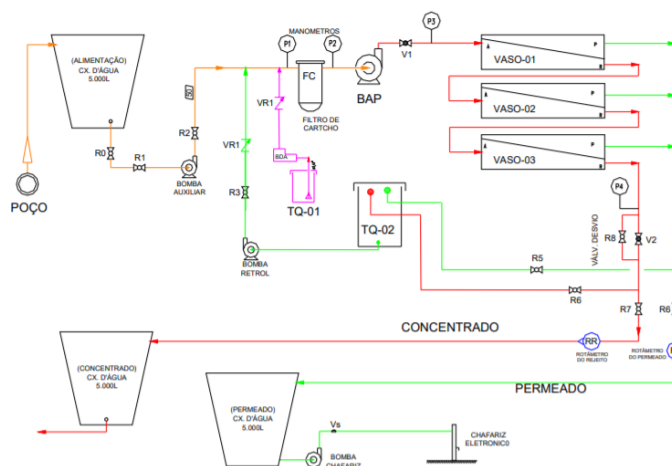 MANOMETROS
P3
(ALIMENTAÇÃO)
CX. D'ÁGUA
5.000L
P1
P2
V1
A
P
VASO-01
R
FC
BAP
SD
VR1
FILTRO DE
CARTCHO
A
P
VASO-02
R
R2
R0
R1
VR1
BDA
A
P
VASO-03
R
BOMBA
AUXILIAR
R3
TQ-01
P4
POÇO
TQ-02
VÁLV. DESVIO
R8
V2
BOMBA
RETROL
R5
R6
R7
R6
CONCENTRADO
RR
ROTÂMETRO
DO REJEITO
ROTÂMETRO
DO PERMEADO
(CONCENTRADO)
CX. D'ÁGUA
5.000L
PERMEADO
(PERMEADO)
CX. D'ÁGUA
5.000L
Vs
CHAFARIZ
ELETRONICO
BOMBA
CHAFARIZ